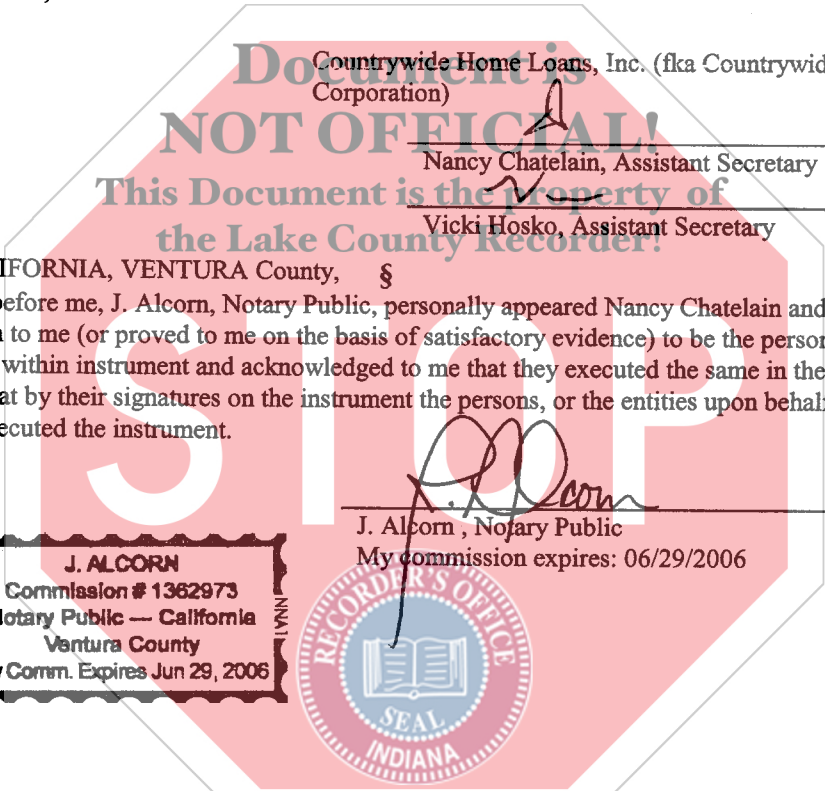 Document is
Countrywide Home Loans, Inc. (fka Countrywid
Corporation)
NOT OFFICIAL!
Nancy Chatelain, Assistant Secretary
This Document is the property of
Vicki Hosko, Assistant Secretary
the Lake County Recorder!
IFORNIA, VENTURA County, §
efore me, J. Alcorn, Notary Public, personally appeared Nancy Chatelain and
to me (or proved to me on the basis of satisfactory evidence) to be the person
within instrument and acknowledged to me that they executed the same in the
at by their signatures on the instrument the persons, or the entities upon behal
ecuted the instrument.
STOP
J. Alcorn
J. Alcorn , Notary Public
My commission expires: 06/29/2006
J. ALCORN
Commission # 1362973
otary Public — California
Ventura County
Comm. Expires Jun 29, 2006
NNA1
RECORDER'S OFFICE
SEAL
INDIANA